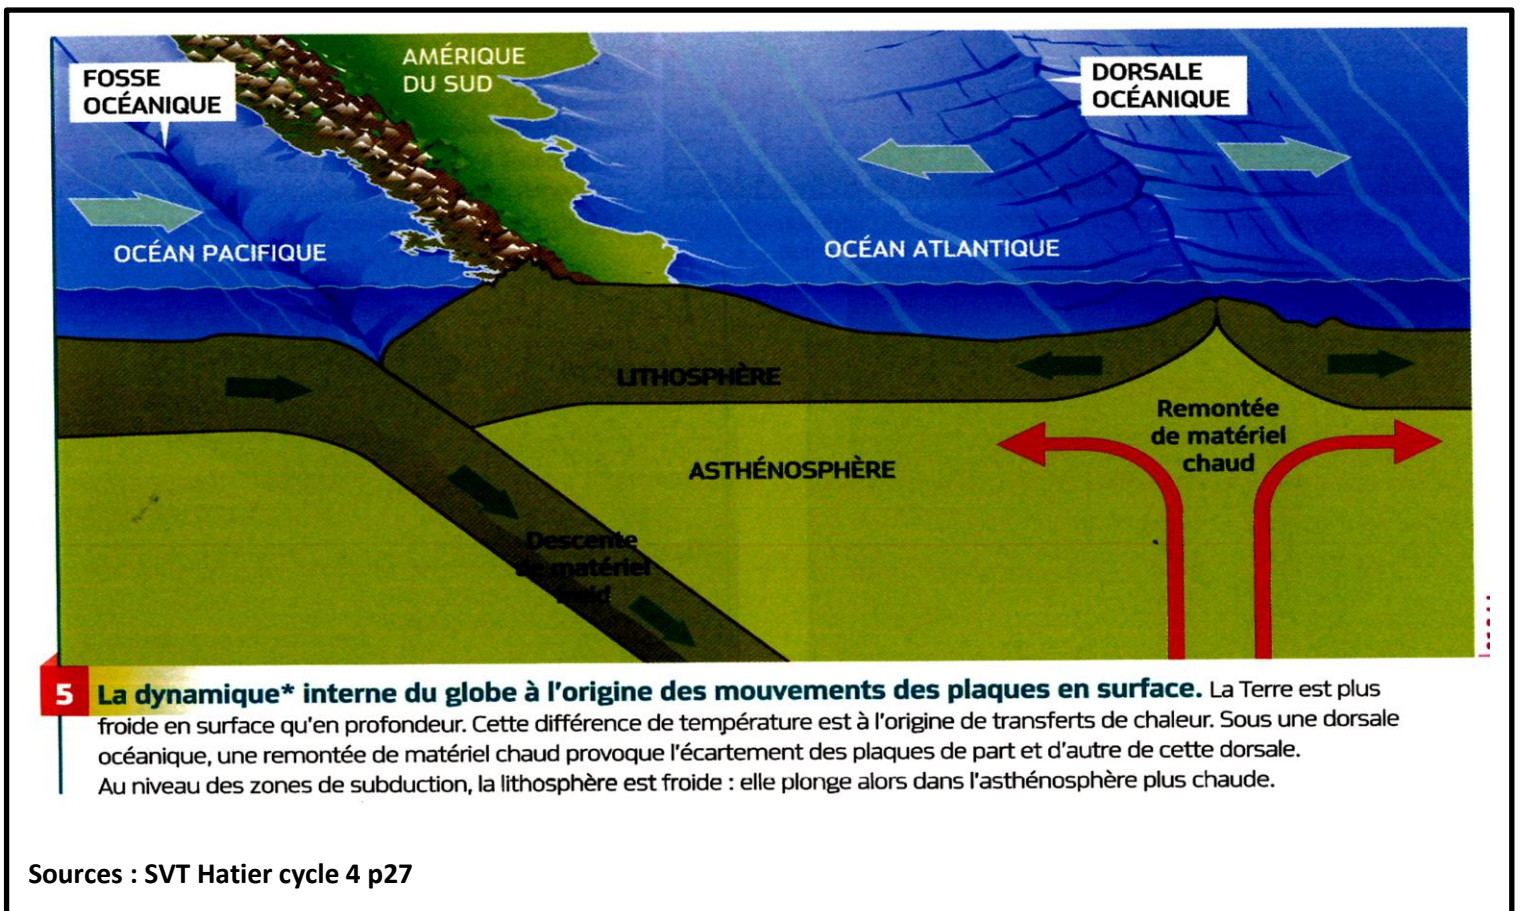 FOSSE
OCÉANIQUE
AMÉRIQUE
DU SUD
DORSALE
OCÉANIQUE
OCÉAN PACIFIQUE
OCÉAN ATLANTIQUE
LITHOSPHÈRE
Remontée
de matériel
chaud
ASTHÉNOSPHÈRE
Descente
de matériel
froid
5 La dynamique* interne du globe à l'origine des mouvements des plaques en surface. La Terre est plus
froide en surface qu'en profondeur. Cette différence de température est à l'origine de transferts de chaleur. Sous une dorsale
océanique, une remontée de matériel chaud provoque l'écartement des plaques de part et d'autre de cette dorsale.
Au niveau des zones de subduction, la lithosphère est froide : elle plonge alors dans l'asthénosphère plus chaude.
Sources : SVT Hatier cycle 4 p27